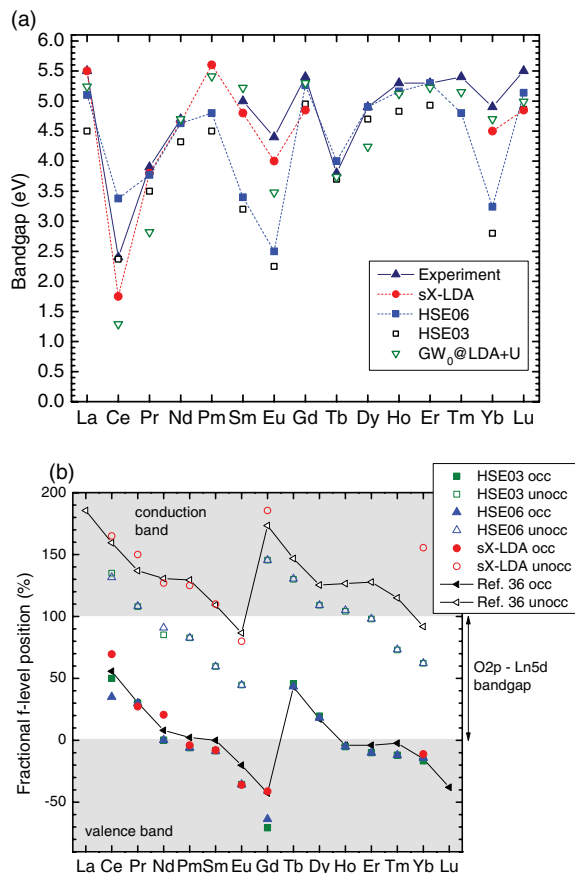 (a)
6.0
5.5
5.0
4.5
4.0
3.5
3.0
2.5
2.0
1.5
1.0
0.5
0.0
Bandgap (eV)
Experiment
sX-LDA
HSE06
HSE03
GW0@LDA+U
La Ce Pr Nd Pm Sm Eu Gd Tb Dy Ho Er Tm Yb Lu
(b)
200
150
100
50
0
-50
Fractional f-level position (%)
conduction
band
valence band
HSE03 occ
HSE03 unocc
HSE06 occ
HSE06 unocc
sX-LDA occ
sX-LDA unocc
Ref. 36 occ
Ref. 36 unocc
O2p - Ln5d
bandgap
La Ce Pr Nd Pm Sm Eu Gd Tb Dy Ho Er Tm Yb Lu